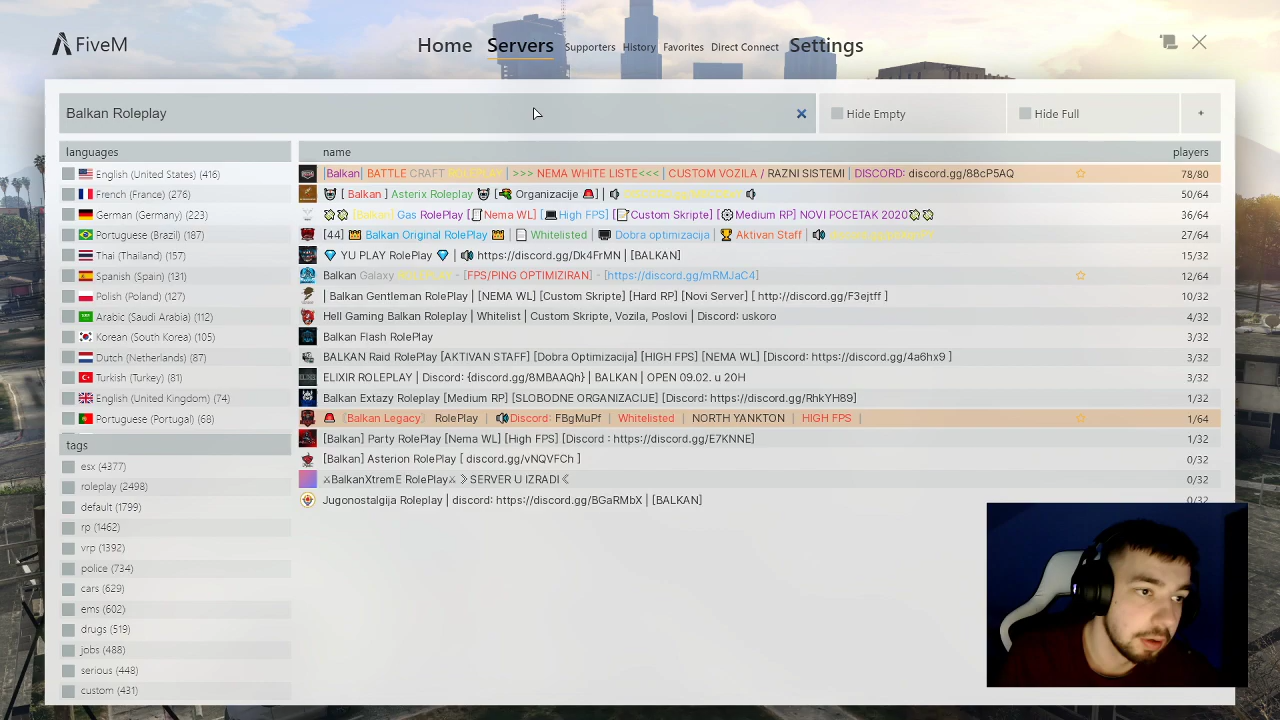 FiveM
Home Servers Supporters History Favorites Direct Connect Settings
Balkan Roleplay
Hide Empty
Hide Full
+
languages
English (United States) (416)
French (France) (276)
German (Germany) (223)
Portuguese (Brazil) (187)
Thai (Thailand) (157)
Spanish (Spain) (131)
Polish (Poland) (127)
Arabic (Saudi Arabia) (112)
Korean (South Korea) (105)
Dutch (Netherlands) (87)
Turkish (Turkey) (81)
English (United Kingdom) (74)
Portuguese (Portugal) (68)
tags
esx (4377)
roleplay (2498)
default (1799)
rp (1462)
vrp (1392)
police (734)
cars (629)
ems (602)
drugs (519)
jobs (488)
serious (448)
custom (431)
name players
|Balkan| BATTLE CRAFT ROLEPLAY | >>> NEMA WHITE LISTE<<< | CUSTOM VOZILA / RAZNI SISTEMI | DISCORD: discord.gg/88cP5AQ 78/80
[ Balkan ] Asterix Roleplay [ Organizacije ] | 50/64
[Balkan] Gas RolePlay [Nema WL] [High FPS] [Custom Skripte] [Medium RP] NOVI POCETAK 2020 36/64
[44] Balkan Original RolePlay | Whitelisted | Dobra optimizacija | Aktivan Staff | 27/64
YU PLAY RolePlay | https://discord.gg/Dk4FrMN | [BALKAN] 15/32
Balkan Galaxy ROLEPLAY - [FPS/PING OPTIMIZIRAN] - [https://discord.gg/mRMJaC4] 12/64
| Balkan Gentleman RolePlay | [NEMA WL] [Custom Skripte] [Hard RP] [Novi Server] [ http://discord.gg/F3ejtff ] 10/32
Hell Gaming Balkan Roleplay | Whitelist | Custom Skripte, Vozila, Poslovi | Discord: uskoro 4/32
Balkan Flash RolePlay 3/32
BALKAN Raid RolePlay [AKTIVAN STAFF] [Dobra Optimizacija] [HIGH FPS] [NEMA WL] [Discord: https://discord.gg/4a6hx9 ] 3/32
ELIXIR ROLEPLAY | Discord: {discord.gg/8MBAAQh} | BALKAN | OPEN 09.02. u 20H 3/32
Balkan Extazy Roleplay [Medium RP] [SLOBODNE ORGANIZACIJE] [Discord: https://discord.gg/RhkYH89] 1/32
[Balkan Legacy] RolePlay | Discord: FBgMuPf | Whitelisted | NORTH YANKTON | HIGH FPS | 1/64
[Balkan] Party RolePlay [Nema WL] [High FPS] [Discord : https://discord.gg/E7KNNE] 1/32
[Balkan] Asterion RolePlay [ discord.gg/vNQVFCh ] 0/32
⚔BalkanXtremE RolePlay⚔ 》SERVER U IZRADI《 0/32
Jugonostalgija Roleplay | discord: https://discord.gg/BGaRMbX | [BALKAN] 0/32